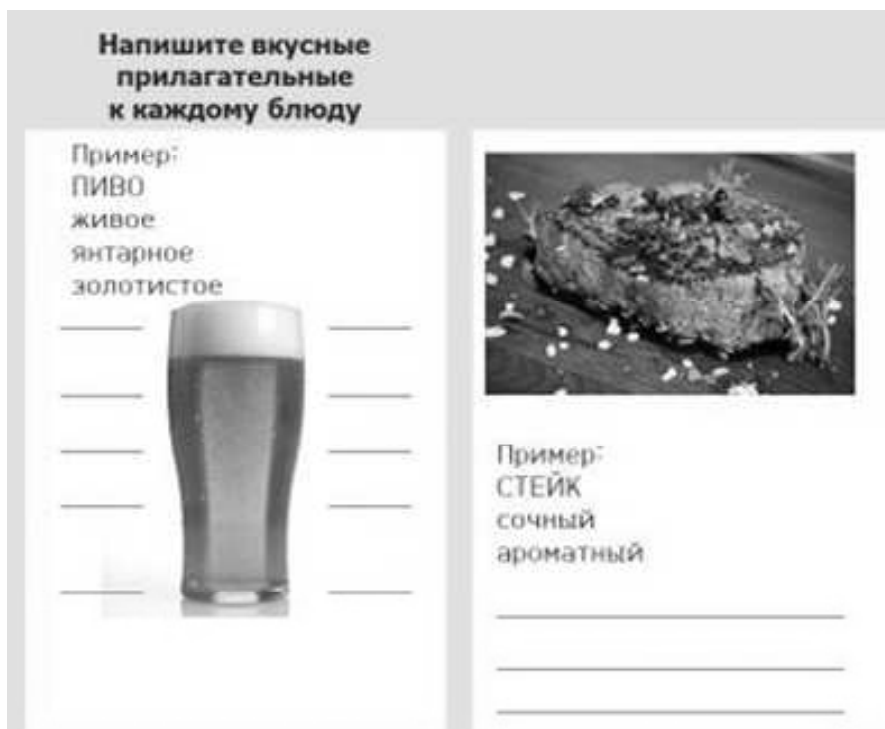 Напишите вкусные
прилагательные
к каждому блюду
Пример:
ПИВО
живое
янтарное
золотистое
Пример:
СТЕЙК
сочный
ароматный